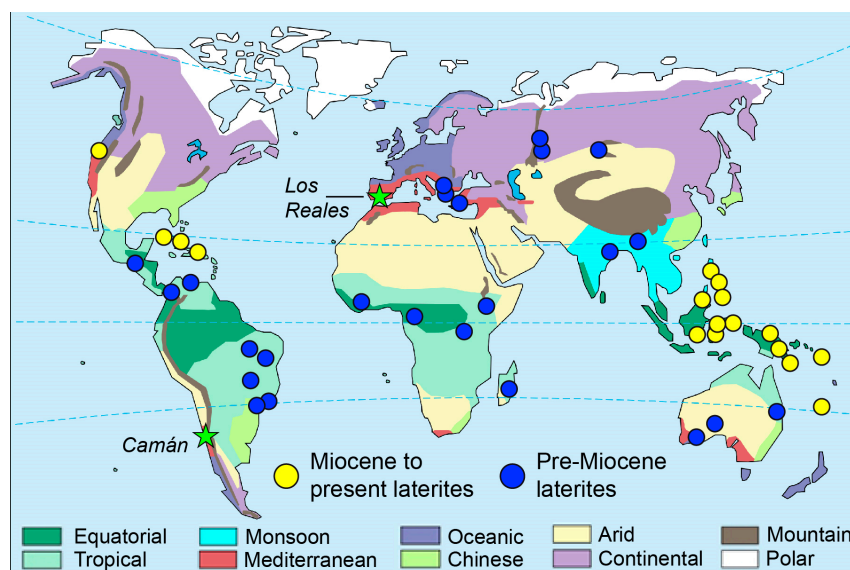 Los
Reales
Camán
Miocene to
present laterites
Pre-Miocene
laterites
Equatorial
Monsoon
Oceanic
Arid
Mountain
Tropical
Mediterranean
Chinese
Continental
Polar